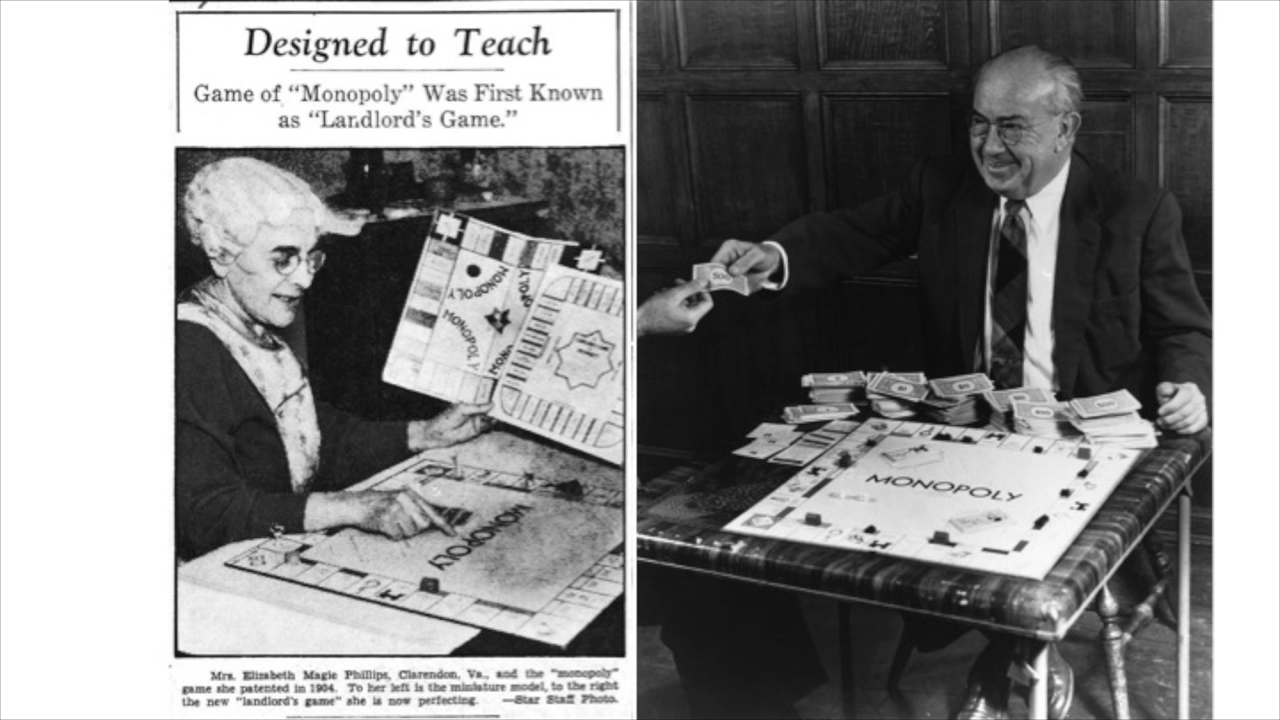 Designed to Teach
Game of "Monopoly" Was First Known
as "Landlord's Game."
MONOPOLY
MONOPOLY
MONOPOLY
Mrs. Elizabeth Magie Phillips, Clarendon, Va., and the "monopoly"
game she patented in 1904. To her left is the miniature model, to the right
the new "landlord's game" she is now perfecting. —Star Staff Photo.
500
500
MONOPOLY